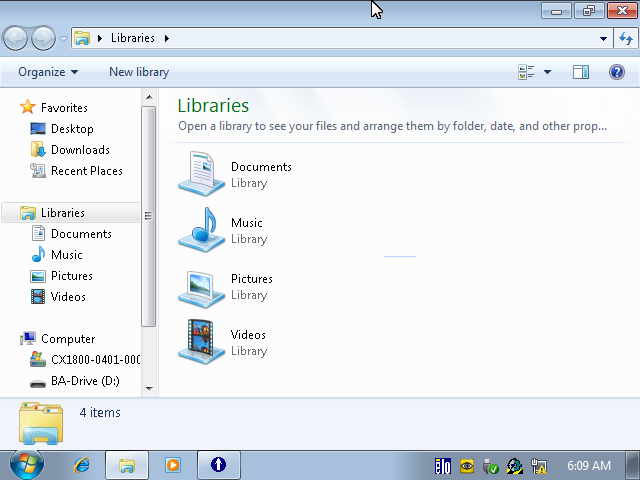 Libraries
Organize
New library
Favorites
Desktop
Downloads
Recent Places
Libraries
Documents
Music
Pictures
Videos
Computer
CX1800-0401-000
BA-Drive (D:)
Libraries
Open a library to see your files and arrange them by folder, date, and other prop...
Documents
Library
Music
Library
Pictures
Library
Videos
Library
4 items
elo
6:09 AM